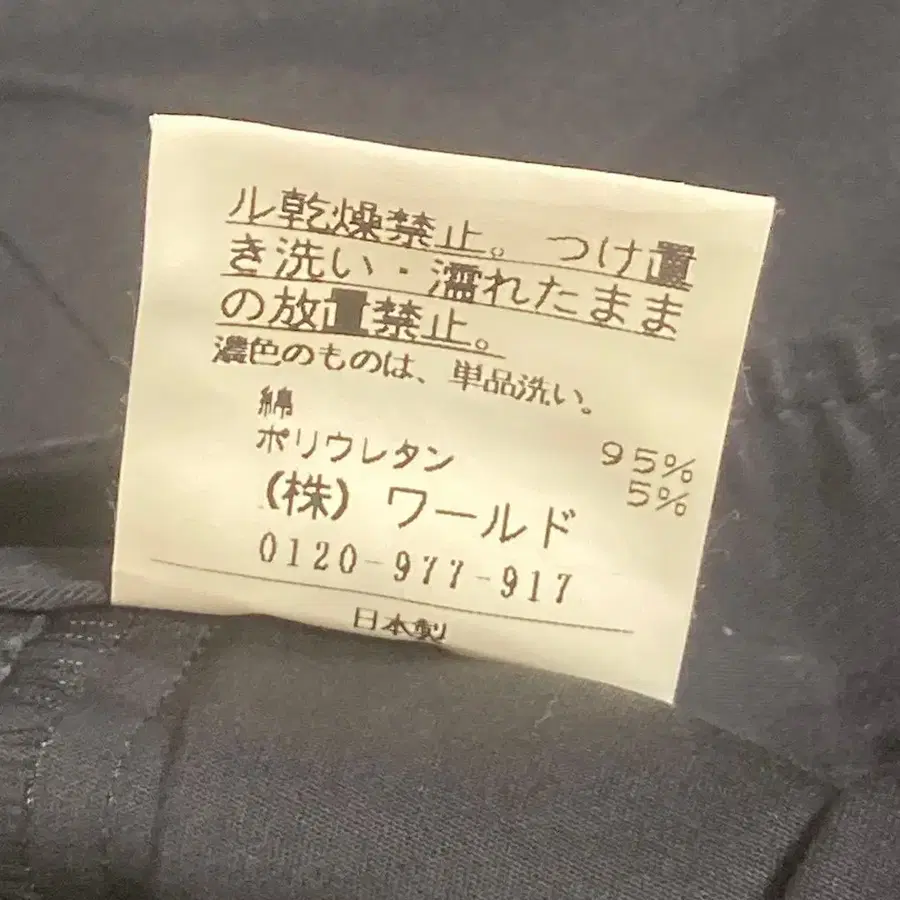 ル乾燥禁止。つけ置
き洗い・濡れたまま
の放置禁止。
濃色のものは、単品洗い。
綿 95%
ポリウレタン 5%
(株) ワールド
0120-977-917
日本製